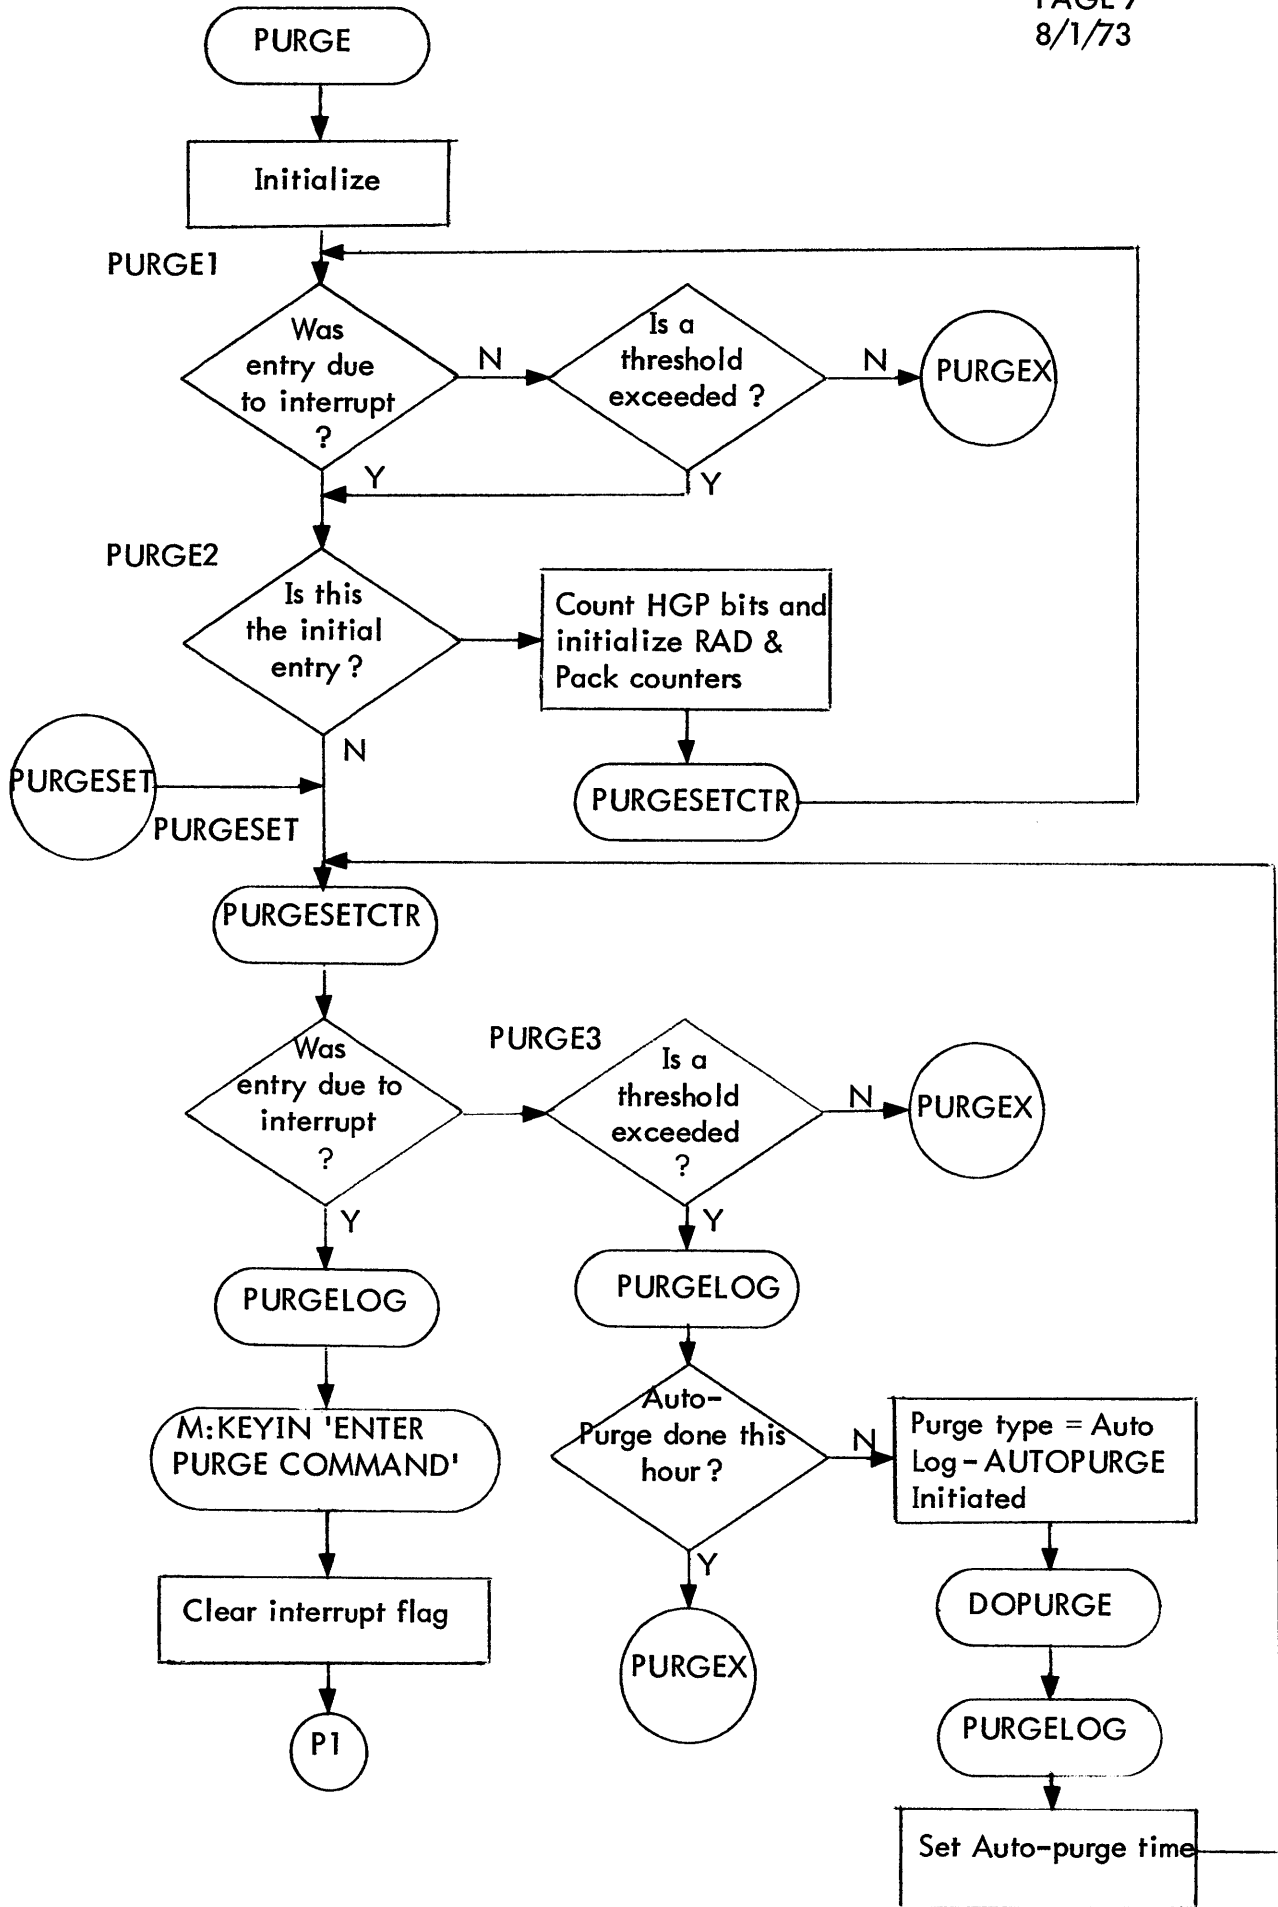 PAGE 7
8/1/73
PURGE
Initialize
PURGE1
Was
entry due
to interrupt
?
N
Is a
threshold
exceeded ?
N
PURGEX
Y
Y
PURGE2
Is this
the initial
entry ?
Count HGP bits and
initialize RAD &
Pack counters
N
PURGESET
PURGESET
PURGESETCTR
PURGESETCTR
Was
entry due to
interrupt
?
PURGE3
Is a
threshold
exceeded
?
N
PURGEX
Y
Y
PURGELOG
PURGELOG
M:KEYIN 'ENTER
PURGE COMMAND'
Auto-
Purge done this
hour ?
N
Purge type = Auto
Log - AUTOPURGE
Initiated
Y
Clear interrupt flag
DOPURGE
PURGEX
P1
PURGELOG
Set Auto-purge time